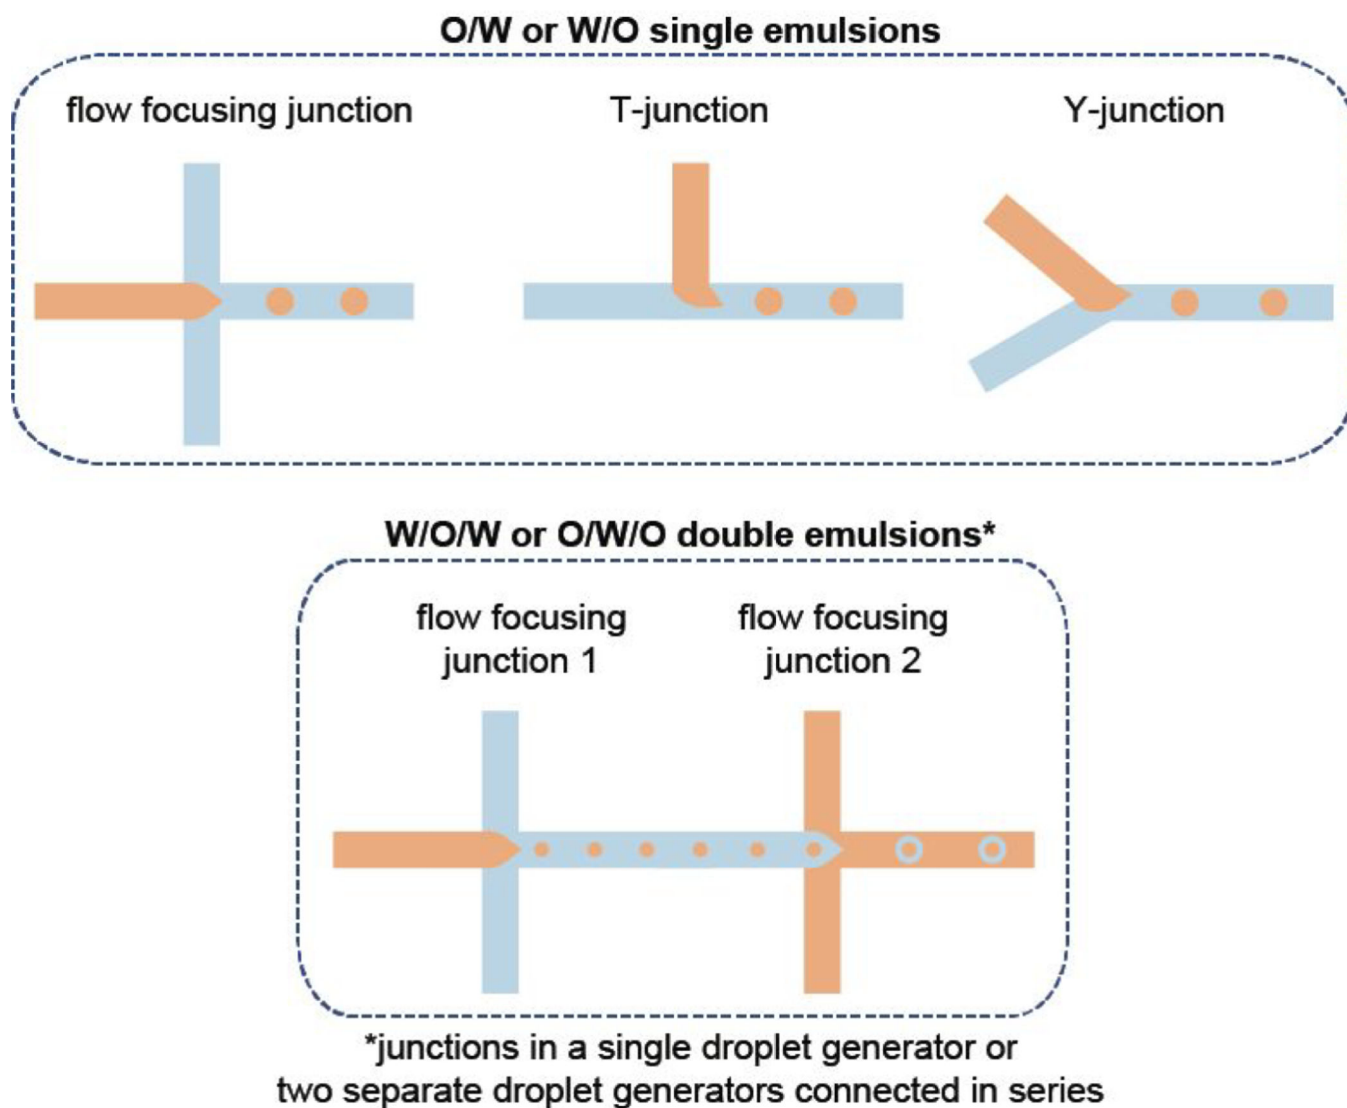 O/W or W/O single emulsions
flow focusing junction
T-junction
Y-junction
W/O/W or O/W/O double emulsions*
flow focusing
junction 1
flow focusing
junction 2
*junctions in a single droplet generator or
two separate droplet generators connected in series